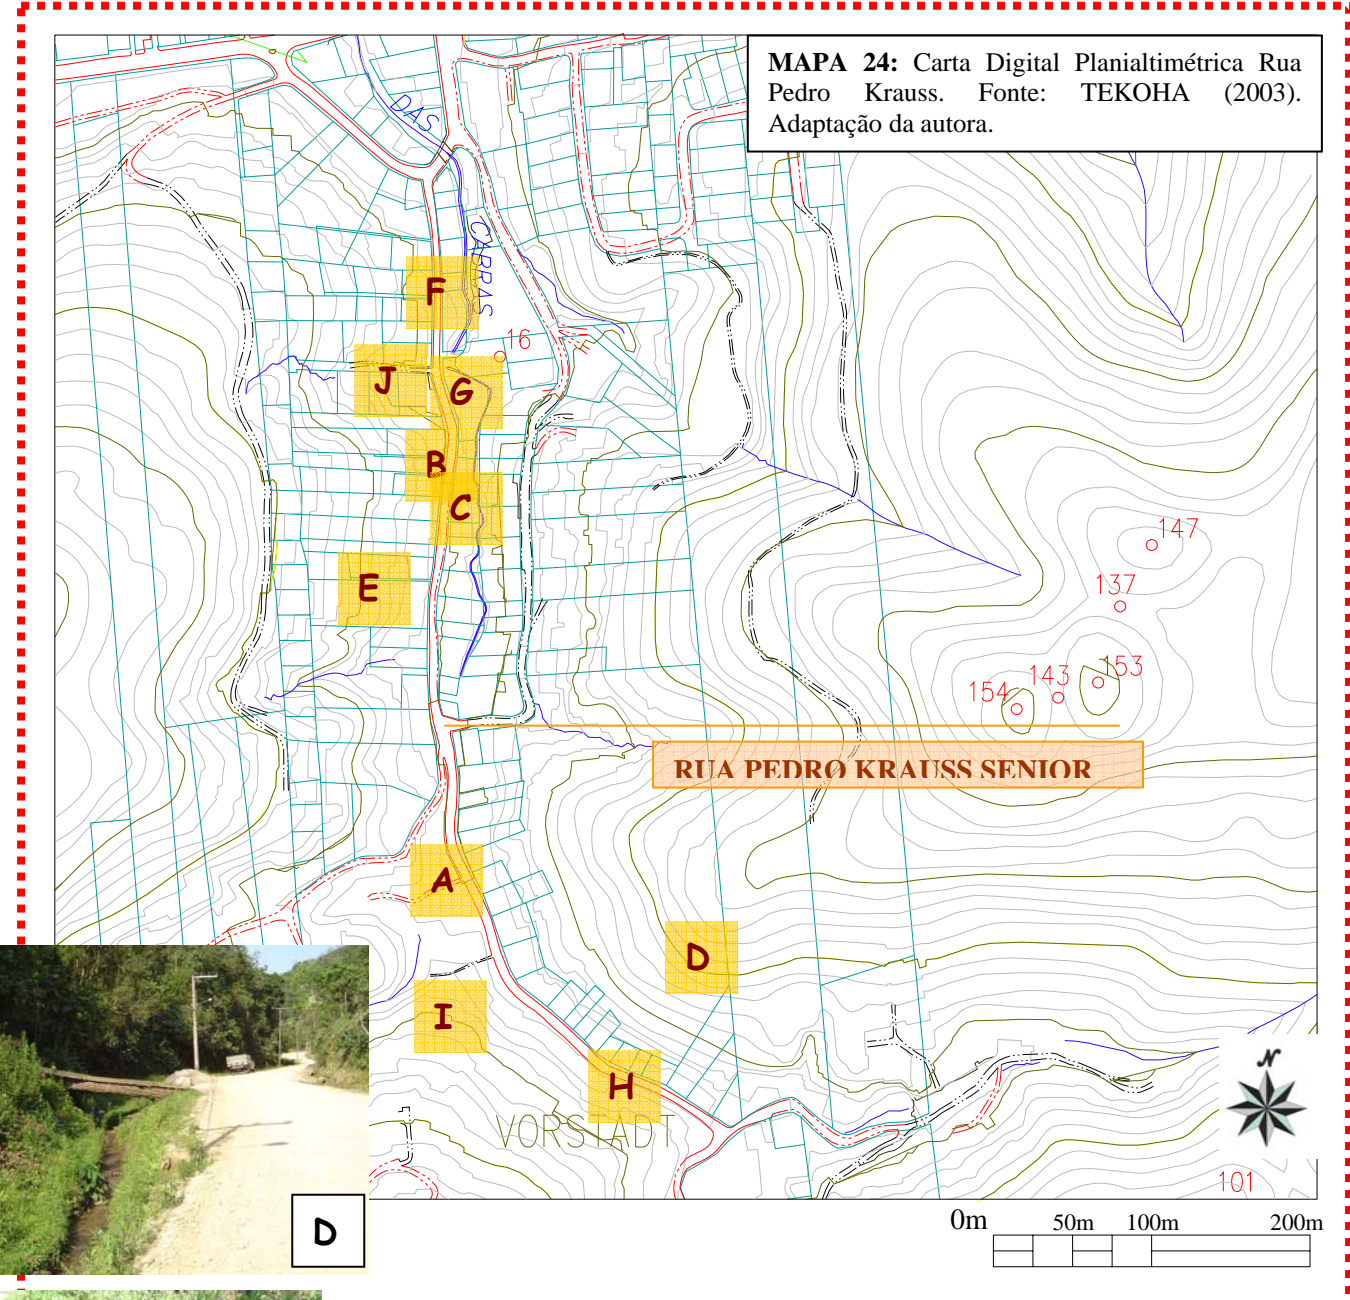 MAPA 24: Carta Digital Planialtimétrica Rua
Pedro Krauss. Fonte: TEKOHA (2003).
Adaptação da autora.
DAS
CABRAS
F
16
J
G
B
C
E
147
137
153
143
154
RUA PEDRO KRAUSS SENIOR
A
D
I
H
VORSTADT
N
101
D
0m 50m 100m 200m